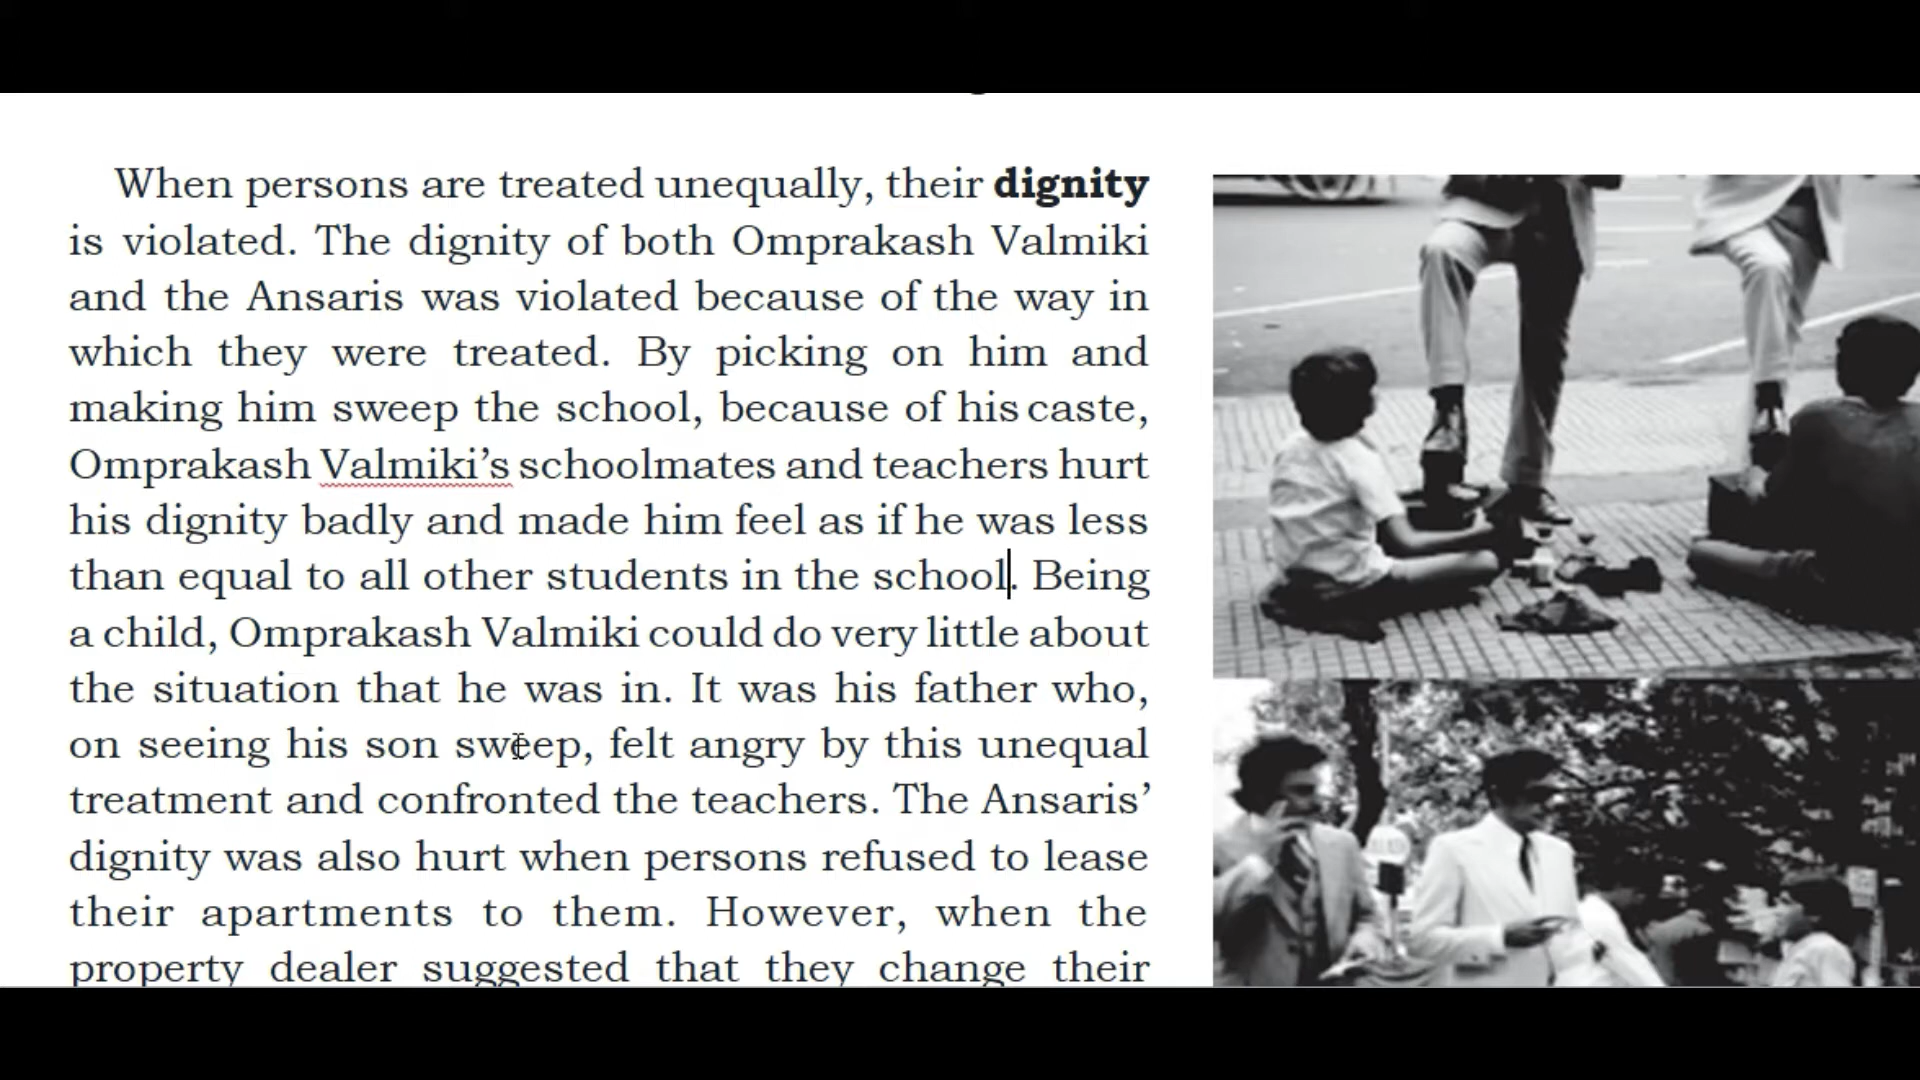 When persons are treated unequally, their dignity
is violated. The dignity of both Omprakash Valmiki
and the Ansaris was violated because of the way in
which they were treated. By picking on him and
making him sweep the school, because of his caste,
Omprakash Valmiki’s schoolmates and teachers hurt
his dignity badly and made him feel as if he was less
than equal to all other students in the school. Being
a child, Omprakash Valmiki could do very little about
the situation that he was in. It was his father who,
on seeing his son sweep, felt angry by this unequal
treatment and confronted the teachers. The Ansaris’
dignity was also hurt when persons refused to lease
their apartments to them. However, when the
property dealer suggested that they change their